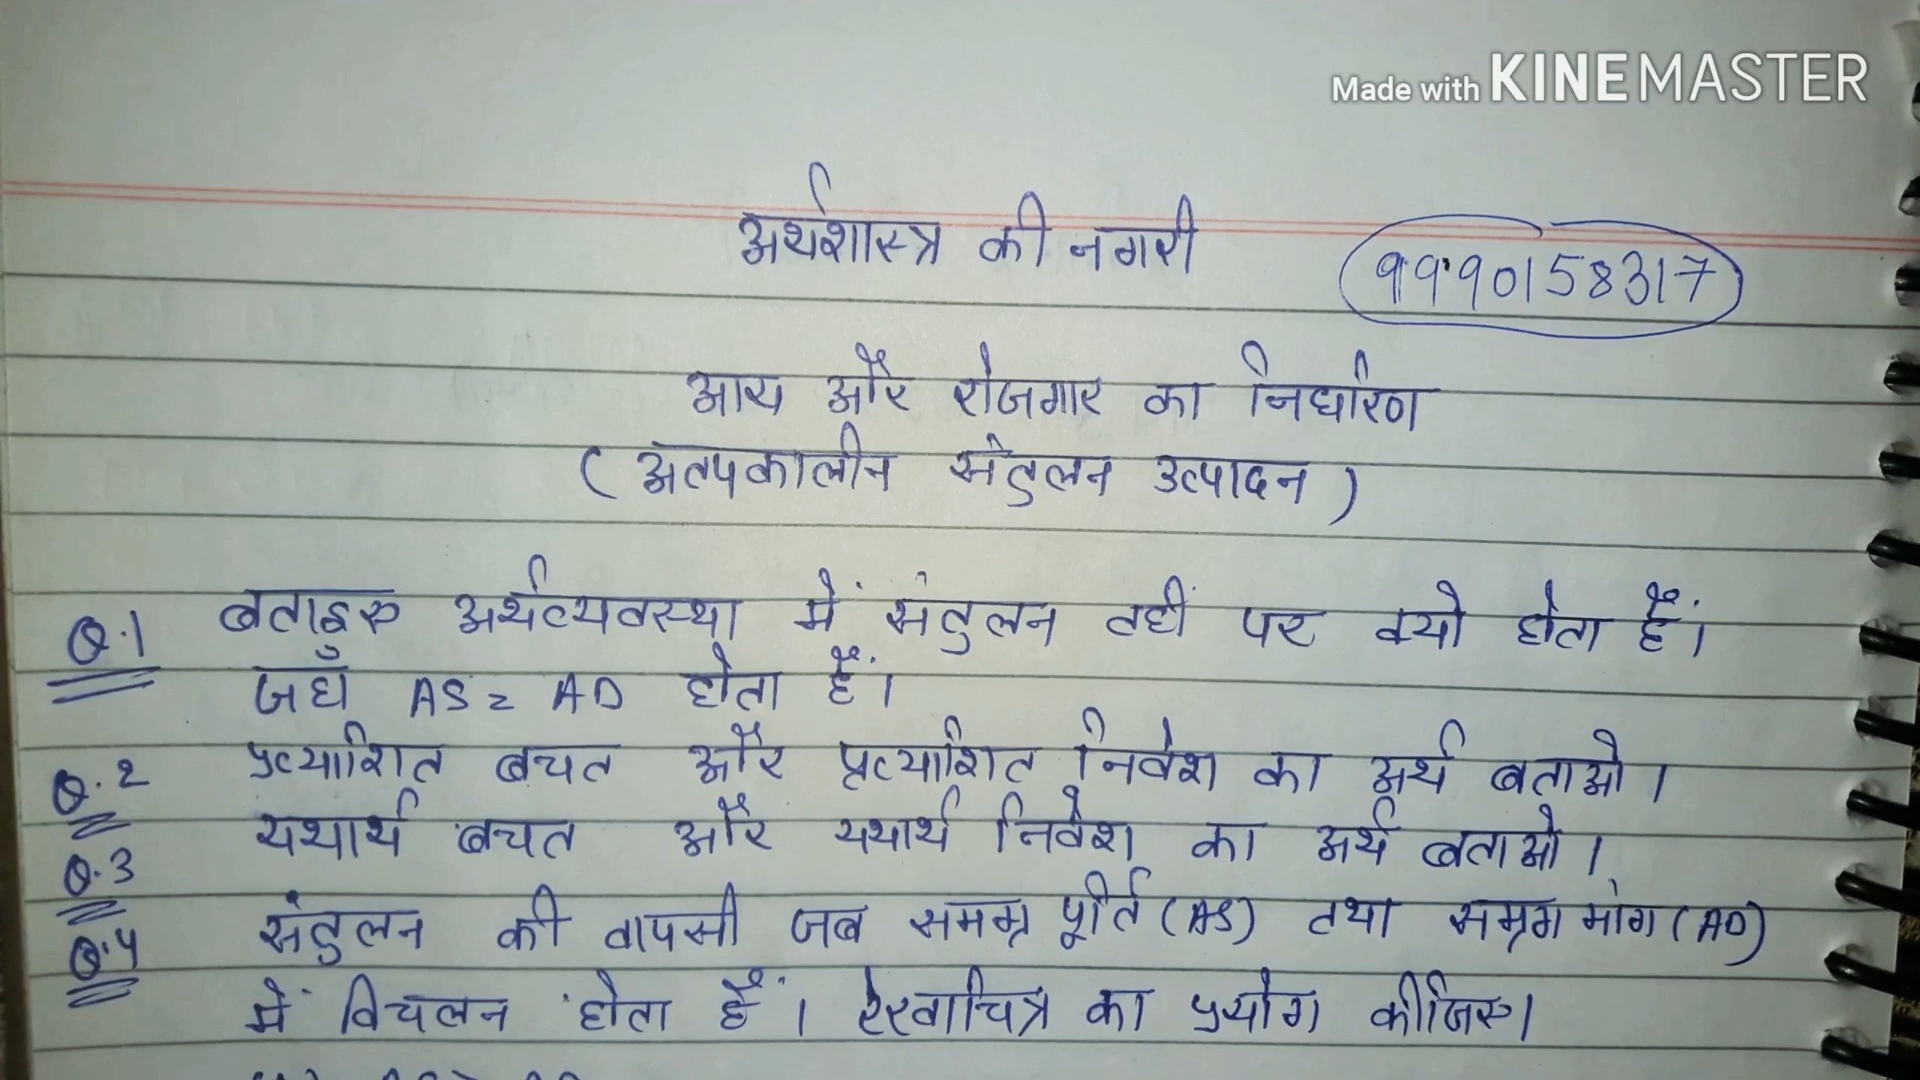 Made with KINEMASTER
अर्थशास्त्र की नगरी
9990158317
आय और रोजगार का निर्धारण
(अल्पकालीन संतुलन उत्पादन)
Q.1 बताइए अर्थव्यवस्था में संतुलन वहीं पर क्यो होता हैं।
जहाँ AS = AD होता हैं।
Q.2 प्रत्याशित बचत और प्रत्याशित निवेश का अर्थ बताओ।
Q.3 यथार्थ बचत और यथार्थ निवेश का अर्थ बताओ।
Q.4 संतुलन की वापसी जब समग्र पूर्ति (AS) तथा समग्र मांग (AD)
में विचलन होता हैं। रेखाचित्र का प्रयोग कीजिए।